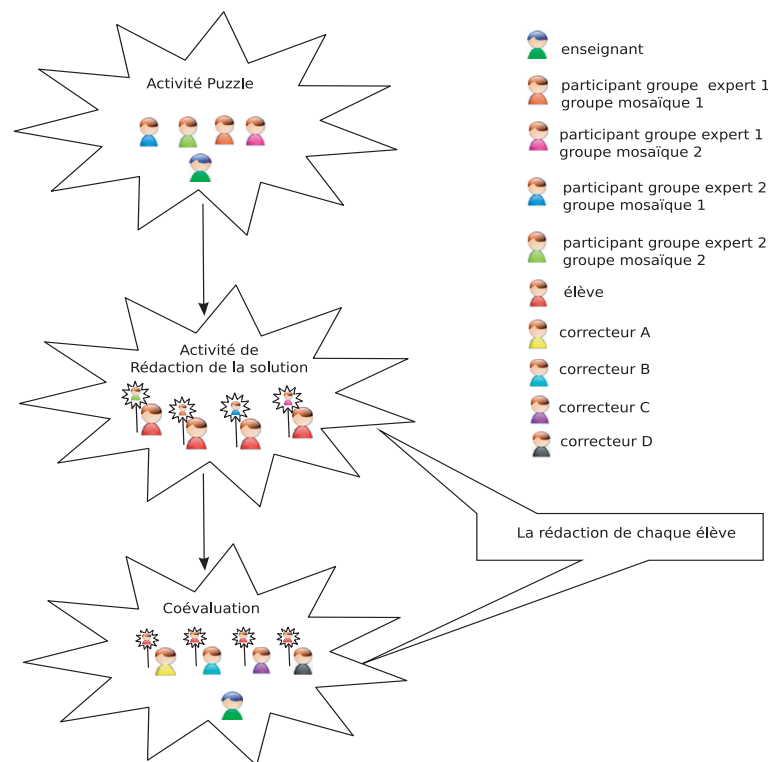 Activité Puzzle
enseignant
participant groupe expert 1
groupe mosaïque 1
participant groupe expert 1
groupe mosaïque 2
participant groupe expert 2
groupe mosaïque 1
participant groupe expert 2
groupe mosaïque 2
élève
correcteur A
correcteur B
correcteur C
correcteur D
Activité de
Rédaction de la solution
La rédaction de chaque élève
Coévaluation